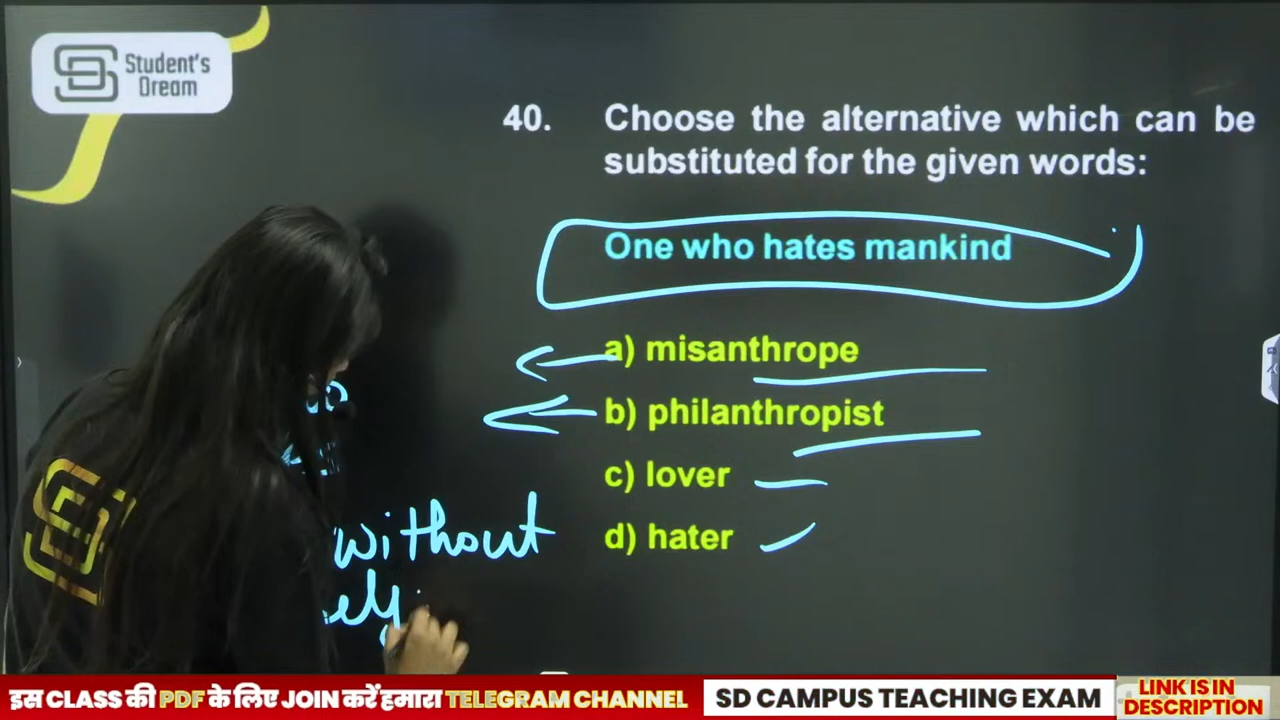 Student's
Dream
40. Choose the alternative which can be
substituted for the given words:
One who hates mankind
a) misanthrope
b) philanthropist
c) lover
d) hater
without
इस CLASS की PDF के लिए JOIN करें हमारा TELEGRAM CHANNEL
SD CAMPUS TEACHING EXAM
LINK IS IN
DESCRIPTION